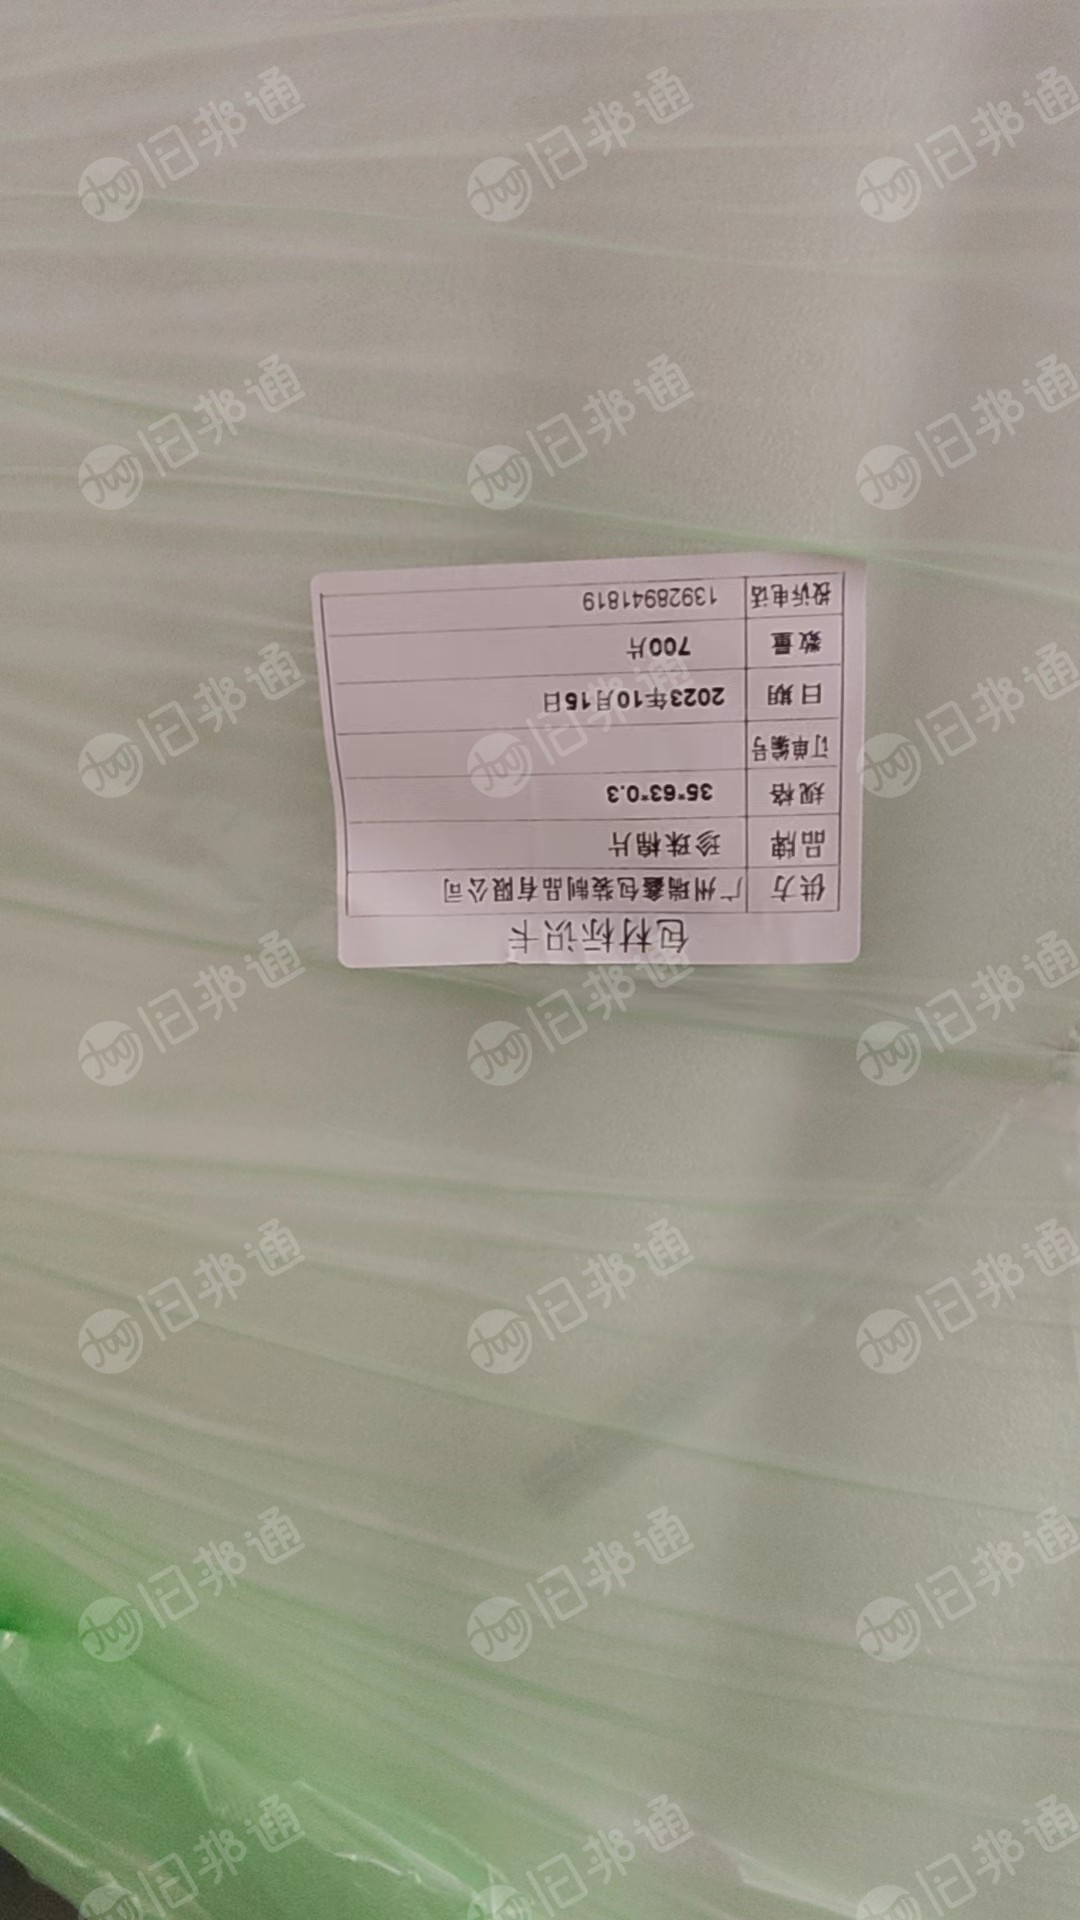 包材标识卡
供方 广州瑞鑫包装制品有限公司
品牌 珍珠棉片
规格 35*63*0.3
订单编号
日期 2023年10月15日
数量 700片
投诉电话 13928941819
旧邦通